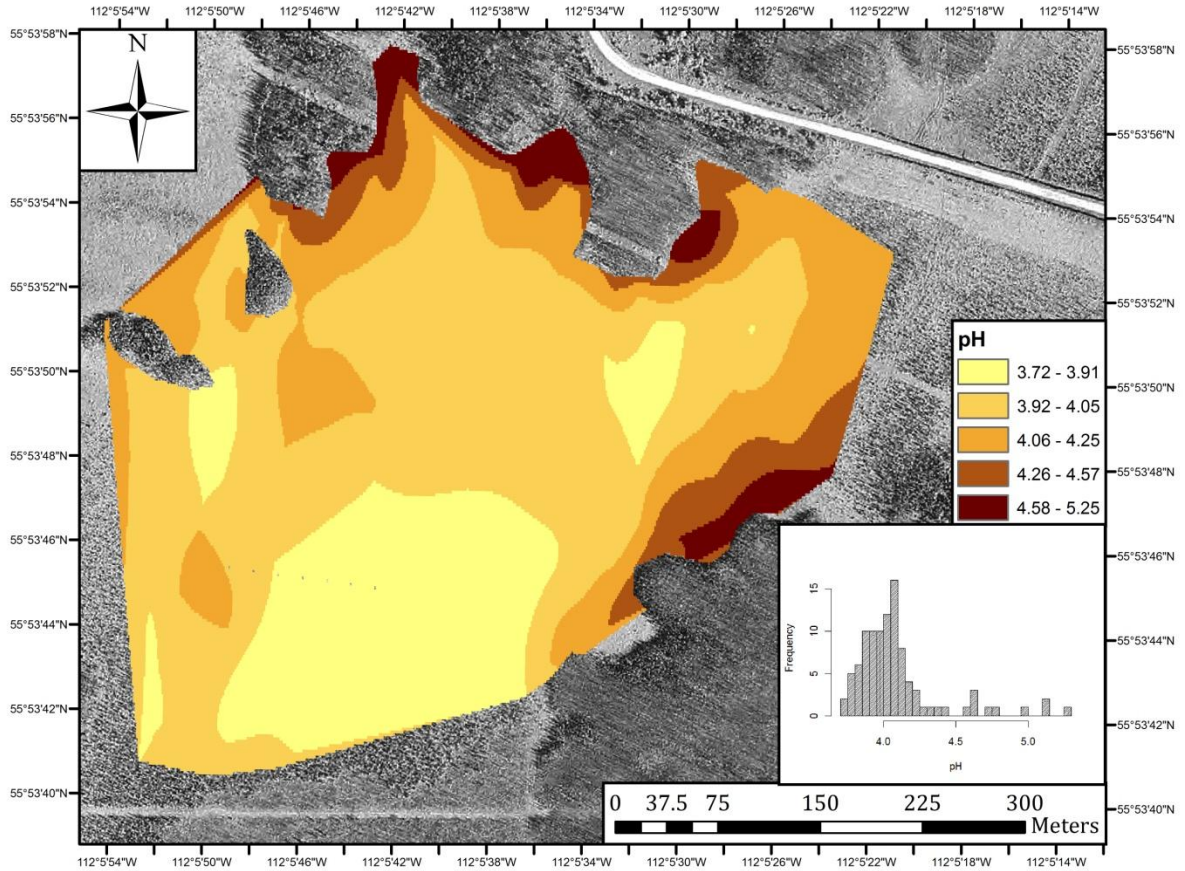 112°5'54"W 112°5'50"W 112°5'46"W 112°5'42"W 112°5'38"W 112°5'34"W 112°5'30"W 112°5'26"W 112°5'22"W 112°5'18"W 112°5'14"W
N
55°53'58"N
55°53'56"N
55°53'54"N
55°53'52"N
55°53'50"N
55°53'48"N
55°53'46"N
55°53'44"N
55°53'42"N
55°53'40"N
55°53'58"N
55°53'56"N
55°53'54"N
55°53'52"N
55°53'50"N
55°53'48"N
55°53'46"N
55°53'44"N
55°53'42"N
55°53'40"N
pH
3.72 - 3.91
3.92 - 4.05
4.06 - 4.25
4.26 - 4.57
4.58 - 5.25
Frequency
15
10
5
0
4.0 4.5 5.0
pH
0 37.5 75 150 225 300
Meters
112°5'54"W 112°5'50"W 112°5'46"W 112°5'42"W 112°5'38"W 112°5'34"W 112°5'30"W 112°5'26"W 112°5'22"W 112°5'18"W 112°5'14"W